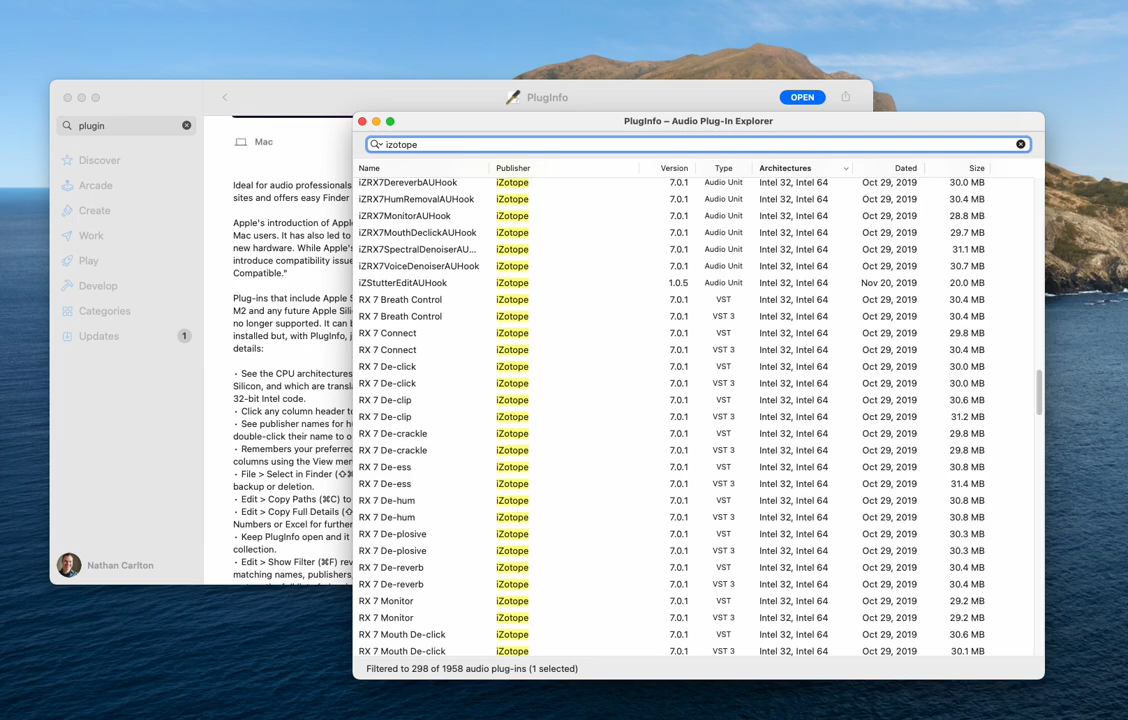 PlugInfo
OPEN
plugin
Discover
Arcade
Create
Work
Play
Develop
Categories
Updates 1
Nathan Carlton
Mac
Ideal for audio professionals
sites and offers easy Finder
Apple's introduction of
Mac users. It has also led to
new hardware. While Apple's
introduce compatibility
Compatible."
Plug-ins that include Apple
M2 and any future Apple
no longer supported. It can
installed but, with PlugInfo,
details:
• See the CPU architectures
Silicon, and which are
32-bit Intel code.
• Click any column header
• See publisher names for
double-click their name to
• Remembers your preferred
columns using the View
• File > Select in Finder
backup or deletion.
• Edit > Copy Paths (⌘C) to
• Edit > Copy Full Details
Numbers or Excel for further
• Keep PlugInfo open and it
collection.
• Edit > Show Filter (⌘F)
matching names, publishers,
PlugInfo – Audio Plug-In Explorer
izotope
Name Publisher Version Type Architectures Dated Size
iZRX7DereverbAUHook iZotope 7.0.1 Audio Unit Intel 32, Intel 64 Oct 29, 2019 30.0 MB
iZRX7HumRemovalAUHook iZotope 7.0.1 Audio Unit Intel 32, Intel 64 Oct 29, 2019 30.4 MB
iZRX7MonitorAUHook iZotope 7.0.1 Audio Unit Intel 32, Intel 64 Oct 29, 2019 28.8 MB
iZRX7MouthDeclickAUHook iZotope 7.0.1 Audio Unit Intel 32, Intel 64 Oct 29, 2019 29.7 MB
iZRX7SpectralDenoiserAU... iZotope 7.0.1 Audio Unit Intel 32, Intel 64 Oct 29, 2019 31.1 MB
iZRX7VoiceDenoiserAUHook iZotope 7.0.1 Audio Unit Intel 32, Intel 64 Oct 29, 2019 30.7 MB
iZStutterEditAUHook iZotope 1.0.5 Audio Unit Intel 32, Intel 64 Nov 20, 2019 20.0 MB
RX 7 Breath Control iZotope 7.0.1 VST Intel 32, Intel 64 Oct 29, 2019 30.4 MB
RX 7 Breath Control iZotope 7.0.1 VST 3 Intel 32, Intel 64 Oct 29, 2019 30.4 MB
RX 7 Connect iZotope 7.0.1 VST Intel 32, Intel 64 Oct 29, 2019 29.8 MB
RX 7 Connect iZotope 7.0.1 VST 3 Intel 32, Intel 64 Oct 29, 2019 30.4 MB
RX 7 De-click iZotope 7.0.1 VST Intel 32, Intel 64 Oct 29, 2019 30.0 MB
RX 7 De-click iZotope 7.0.1 VST 3 Intel 32, Intel 64 Oct 29, 2019 30.0 MB
RX 7 De-clip iZotope 7.0.1 VST Intel 32, Intel 64 Oct 29, 2019 30.6 MB
RX 7 De-clip iZotope 7.0.1 VST 3 Intel 32, Intel 64 Oct 29, 2019 31.2 MB
RX 7 De-crackle iZotope 7.0.1 VST Intel 32, Intel 64 Oct 29, 2019 29.8 MB
RX 7 De-crackle iZotope 7.0.1 VST 3 Intel 32, Intel 64 Oct 29, 2019 29.8 MB
RX 7 De-ess iZotope 7.0.1 VST Intel 32, Intel 64 Oct 29, 2019 30.8 MB
RX 7 De-ess iZotope 7.0.1 VST 3 Intel 32, Intel 64 Oct 29, 2019 31.4 MB
RX 7 De-hum iZotope 7.0.1 VST Intel 32, Intel 64 Oct 29, 2019 30.8 MB
RX 7 De-hum iZotope 7.0.1 VST 3 Intel 32, Intel 64 Oct 29, 2019 30.8 MB
RX 7 De-plosive iZotope 7.0.1 VST Intel 32, Intel 64 Oct 29, 2019 30.3 MB
RX 7 De-plosive iZotope 7.0.1 VST 3 Intel 32, Intel 64 Oct 29, 2019 30.3 MB
RX 7 De-reverb iZotope 7.0.1 VST Intel 32, Intel 64 Oct 29, 2019 30.4 MB
RX 7 De-reverb iZotope 7.0.1 VST 3 Intel 32, Intel 64 Oct 29, 2019 30.4 MB
RX 7 Monitor iZotope 7.0.1 VST Intel 32, Intel 64 Oct 29, 2019 29.2 MB
RX 7 Monitor iZotope 7.0.1 VST 3 Intel 32, Intel 64 Oct 29, 2019 29.2 MB
RX 7 Mouth De-click iZotope 7.0.1 VST Intel 32, Intel 64 Oct 29, 2019 30.6 MB
RX 7 Mouth De-click iZotope 7.0.1 VST 3 Intel 32, Intel 64 Oct 29, 2019 30.1 MB
Filtered to 298 of 1958 audio plug-ins (1 selected)